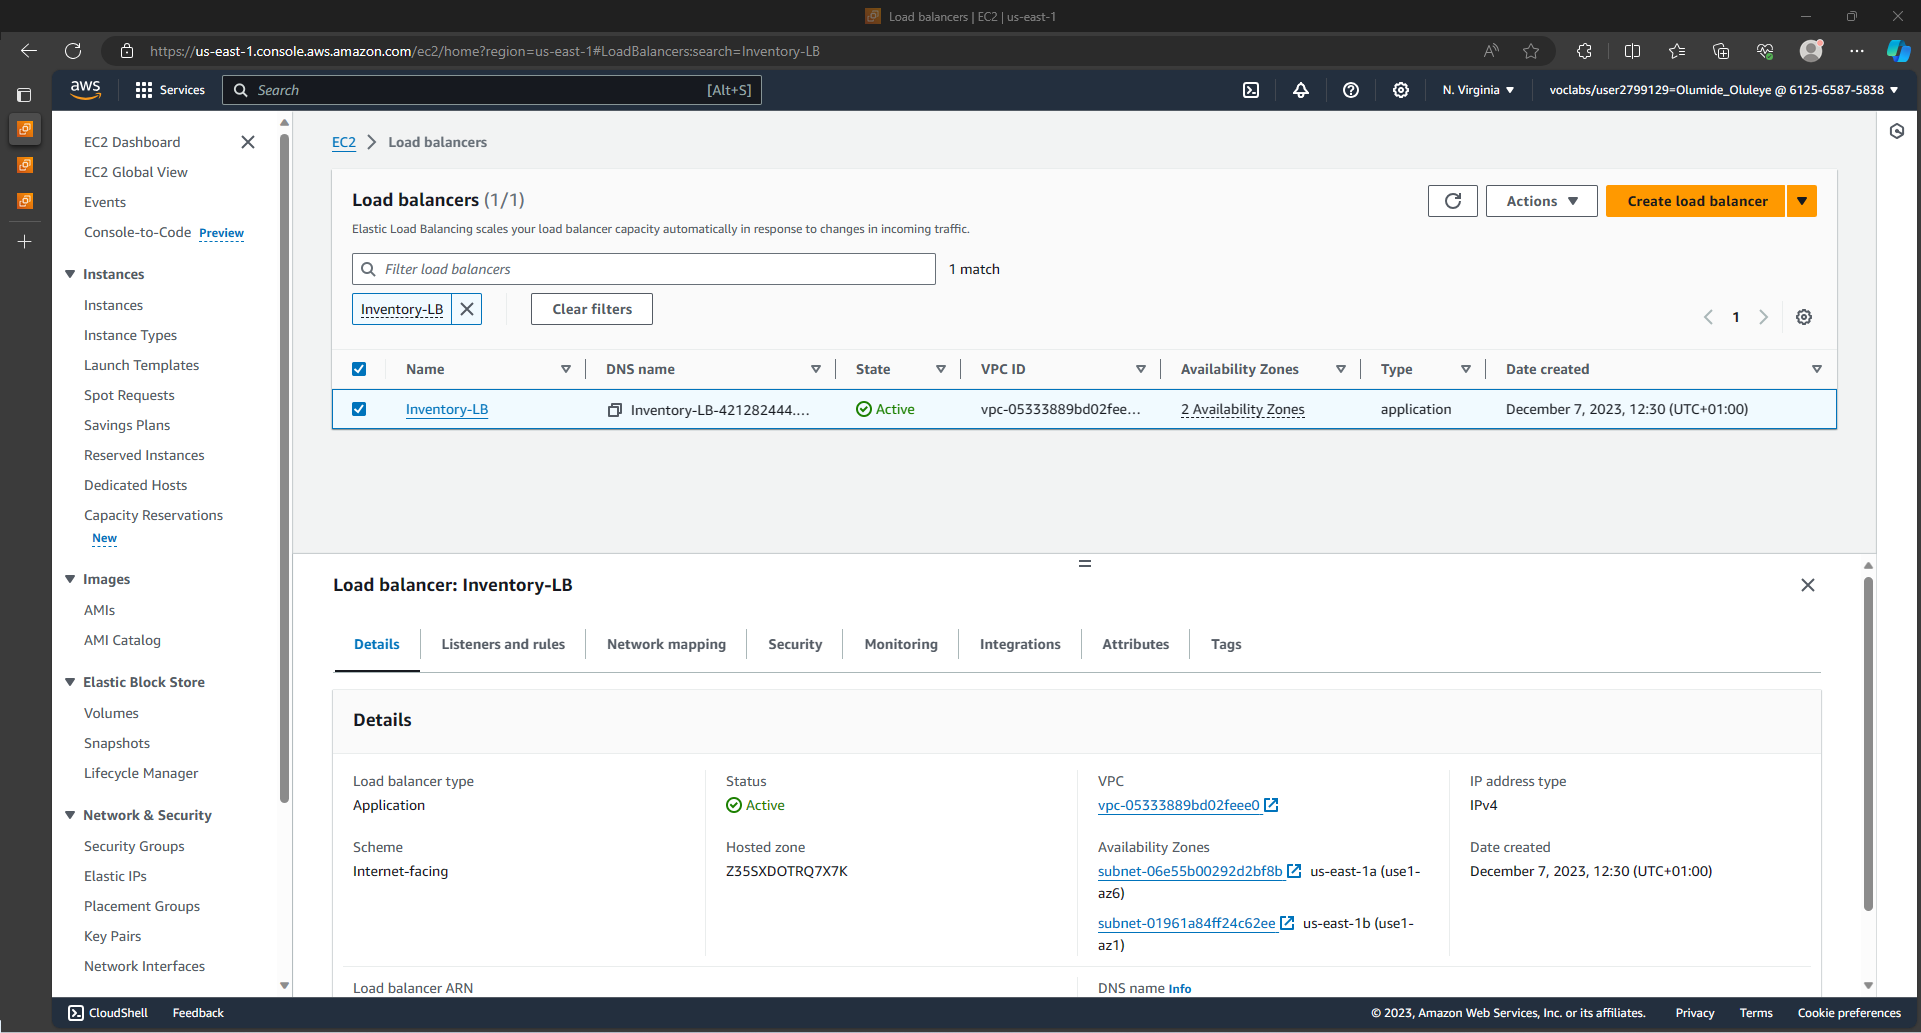 Load balancers | EC2 | us-east-1
https://us-east-1.console.aws.amazon.com/ec2/home?region=us-east-1#LoadBalancers:search=Inventory-LB
aws
Services
Search
[Alt+S]
N. Virginia
voclabs/user2799129=Olumide_Oluleye @ 6125-6587-5838
EC2 Dashboard
EC2 Global View
Events
Console-to-Code Preview
Instances
Instances
Instance Types
Launch Templates
Spot Requests
Savings Plans
Reserved Instances
Dedicated Hosts
Capacity Reservations
New
Images
AMIs
AMI Catalog
Elastic Block Store
Volumes
Snapshots
Lifecycle Manager
Network & Security
Security Groups
Elastic IPs
Placement Groups
Key Pairs
Network Interfaces
EC2 > Load balancers
Load balancers (1/1)
Elastic Load Balancing scales your load balancer capacity automatically in response to changes in incoming traffic.
Actions
Create load balancer
Filter load balancers
1 match
Inventory-LB
Clear filters
1
Name DNS name State VPC ID Availability Zones Type Date created
Inventory-LB Inventory-LB-421282444.... Active vpc-05333889bd02fee... 2 Availability Zones application December 7, 2023, 12:30 (UTC+01:00)
Load balancer: Inventory-LB
Details Listeners and rules Network mapping Security Monitoring Integrations Attributes Tags
Details
Load balancer type
Application
Scheme
Internet-facing
Status
Active
Hosted zone
Z35SXDOTRQ7X7K
VPC
vpc-05333889bd02feee0
Availability Zones
subnet-06e55b00292d2bf8b us-east-1a (use1-
az6)
subnet-01961a84ff24c62ee us-east-1b (use1-
az1)
IP address type
IPv4
Date created
December 7, 2023, 12:30 (UTC+01:00)
Load balancer ARN
DNS name Info
CloudShell
Feedback
© 2023, Amazon Web Services, Inc. or its affiliates.
Privacy
Terms
Cookie preferences